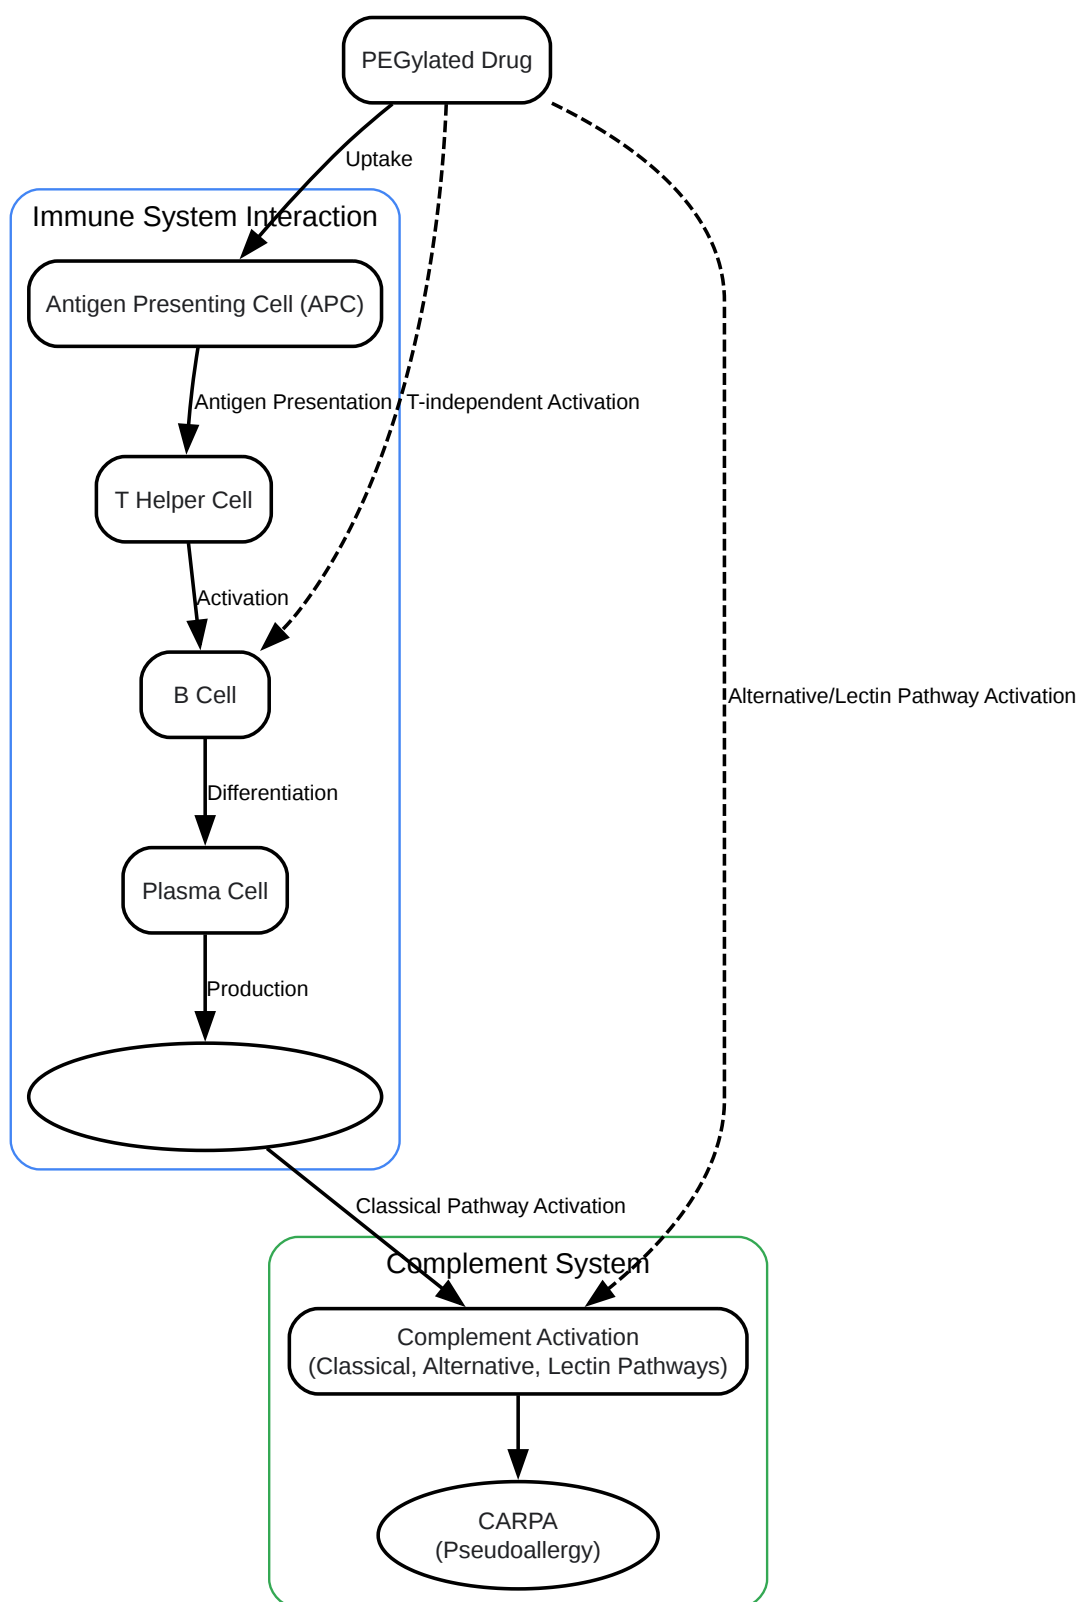 PEGylated Drug
Uptake
Immune System Interaction
Antigen Presenting Cell (APC)
Antigen Presentation
T-independent Activation
T Helper Cell
Activation
B Cell
Alternative/Lectin Pathway Activation
Differentiation
Plasma Cell
Production
Classical Pathway Activation
Complement System
Complement Activation
(Classical, Alternative, Lectin Pathways)
CARPA
(Pseudoallergy)